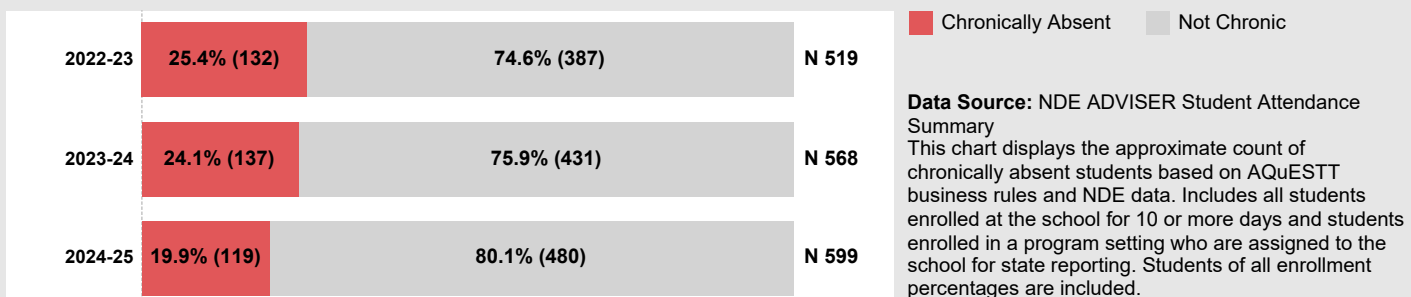 2022-23 25.4% (132) 74.6% (387) N 519
2023-24 24.1% (137) 75.9% (431) N 568
2024-25 19.9% (119) 80.1% (480) N 599
Chronically Absent Not Chronic
Data Source: NDE ADVISER Student Attendance
Summary
This chart displays the approximate count of
chronically absent students based on AQuESTT
business rules and NDE data. Includes all students
enrolled at the school for 10 or more days and students
enrolled in a program setting who are assigned to the
school for state reporting. Students of all enrollment
percentages are included.